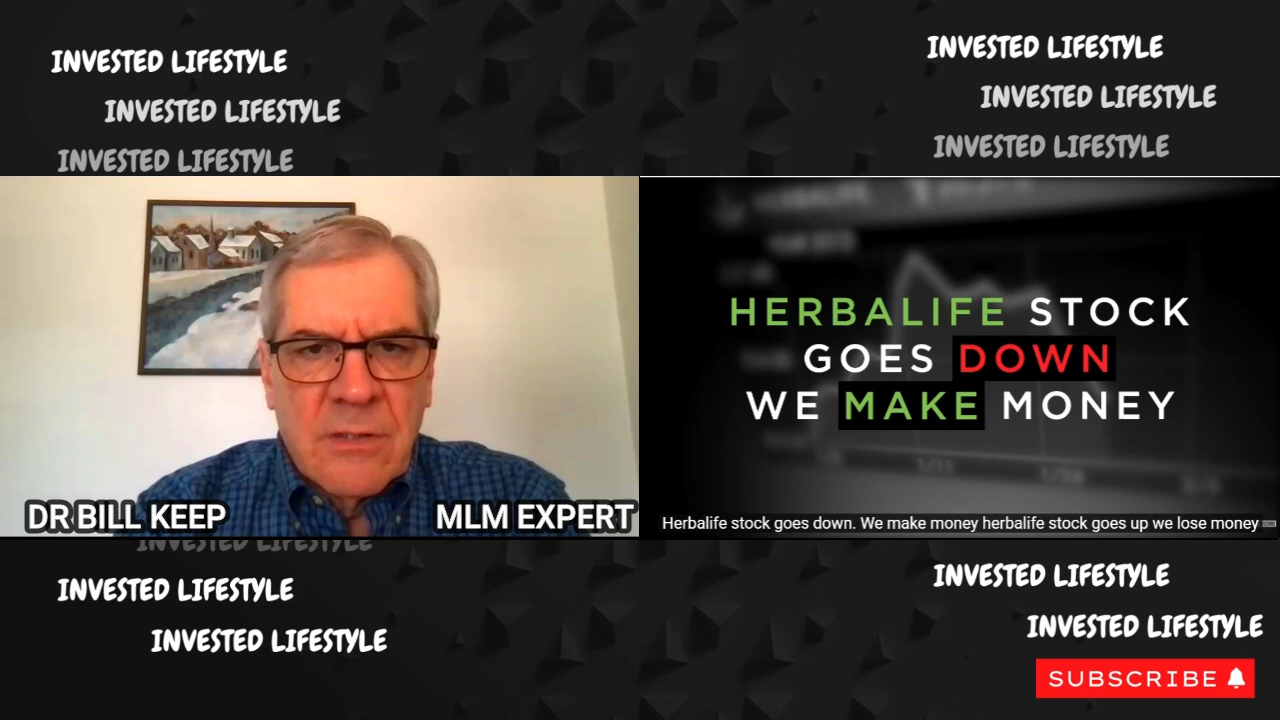 INVESTED LIFESTYLE
INVESTED LIFESTYLE
INVESTED LIFESTYLE
INVESTED LIFESTYLE
INVESTED LIFESTYLE
INVESTED LIFESTYLE
DR BILL KEEP
MLM EXPERT
HERBALIFE STOCK
GOES DOWN
WE MAKE MONEY
Herbalife stock goes down. We make money herbalife stock goes up we lose money
INVESTED LIFESTYLE
INVESTED LIFESTYLE
INVESTED LIFESTYLE
INVESTED LIFESTYLE
INVESTED LIFESTYLE
SUBSCRIBE